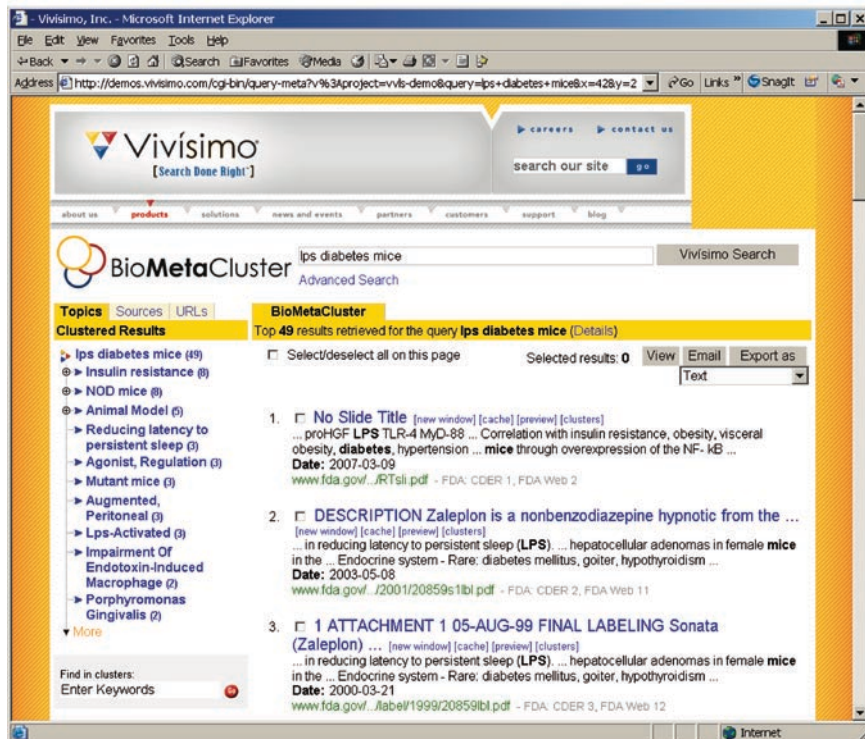 - Vivísimo, Inc. - Microsoft Internet Explorer
File Edit View Favorites Tools Help
Back Search Favorites Media
Address http://demos.vivisimo.com/cgi-bin/query-meta?v%3Aproject=vvls-demo&query=lps+diabetes+mice&x=42&y=2 Go Links » SnagIt
Vivísimo
[Search Done Right™]
careers contact us
search our site go
about us products solutions news and events partners customers support blog
BioMetaCluster lps diabetes mice Vivísimo Search
Advanced Search
Topics Sources URLs
Clustered Results
lps diabetes mice (49)
Insulin resistance (8)
NOD mice (8)
Animal Model (5)
Reducing latency to
persistent sleep (3)
Agonist, Regulation (3)
Mutant mice (3)
Augmented,
Peritoneal (3)
Lps-Activated (3)
Impairment Of
Endotoxin-Induced
Macrophage (2)
Porphyromonas
Gingivalis (2)
More
Find in clusters:
Enter Keywords Go
BioMetaCluster
Top 49 results retrieved for the query lps diabetes mice (Details)
Select/deselect all on this page Selected results: 0 View Email Export as
Text
1. No Slide Title [new window] [cache] [preview] [clusters]
... proHGF LPS TLR-4 MyD-88 ... Correlation with insulin resistance, obesity, visceral
obesity, diabetes, hypertension ... mice through overexpression of the NF- kB ...
Date: 2007-03-09
www.fda.gov/.../RTsli.pdf - FDA: CDER 1, FDA Web 2
2. DESCRIPTION Zaleplon is a nonbenzodiazepine hypnotic from the ...
[new window] [cache] [preview] [clusters]
... in reducing latency to persistent sleep (LPS). ... hepatocellular adenomas in female mice
in the ... Endocrine system - Rare: diabetes mellitus, goiter, hypothyroidism ...
Date: 2003-05-08
www.fda.gov/.../2001/20859s1lbl.pdf - FDA: CDER 2, FDA Web 11
3. 1 ATTACHMENT 1 05-AUG-99 FINAL LABELING Sonata
(Zaleplon) ... [new window] [cache] [preview] [clusters]
... in reducing latency to persistent sleep (LPS). ... hepatocellular adenomas in female mice
in the ... Endocrine system - Rare: diabetes mellitus, goiter, hypothyroidism ...
Date: 2000-03-21
www.fda.gov/.../label/1999/20859lbl.pdf - FDA: CDER 3, FDA Web 12
Internet